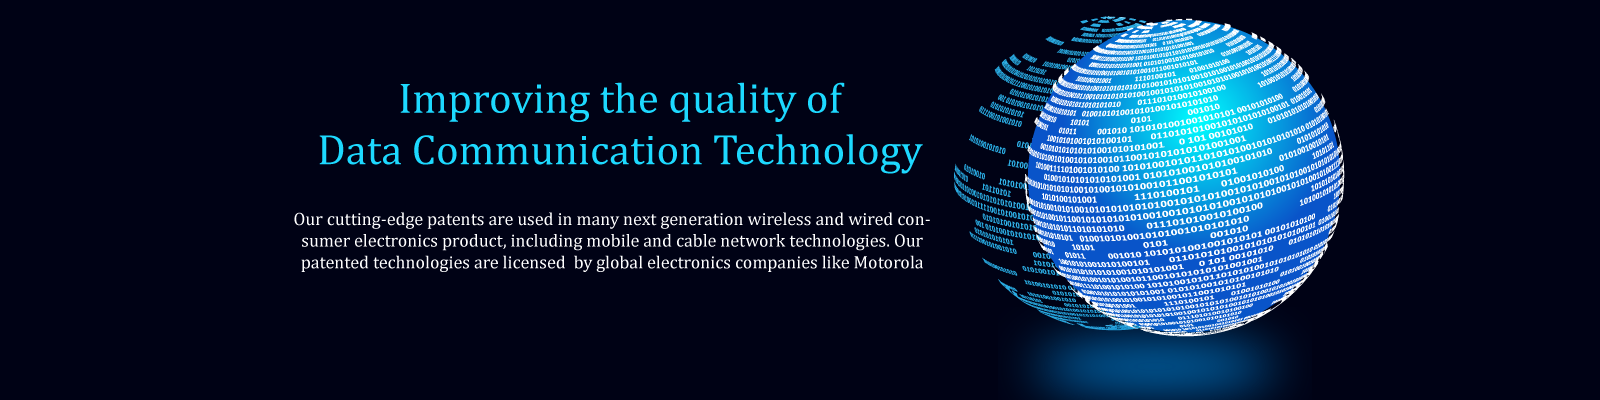 Improving the quality of
Data Communication Technology
Our cutting-edge patents are used in many next generation wireless and wired con-
sumer electronics product, including mobile and cable network technologies. Our
patented technologies are licensed  by global electronics companies like Motorola